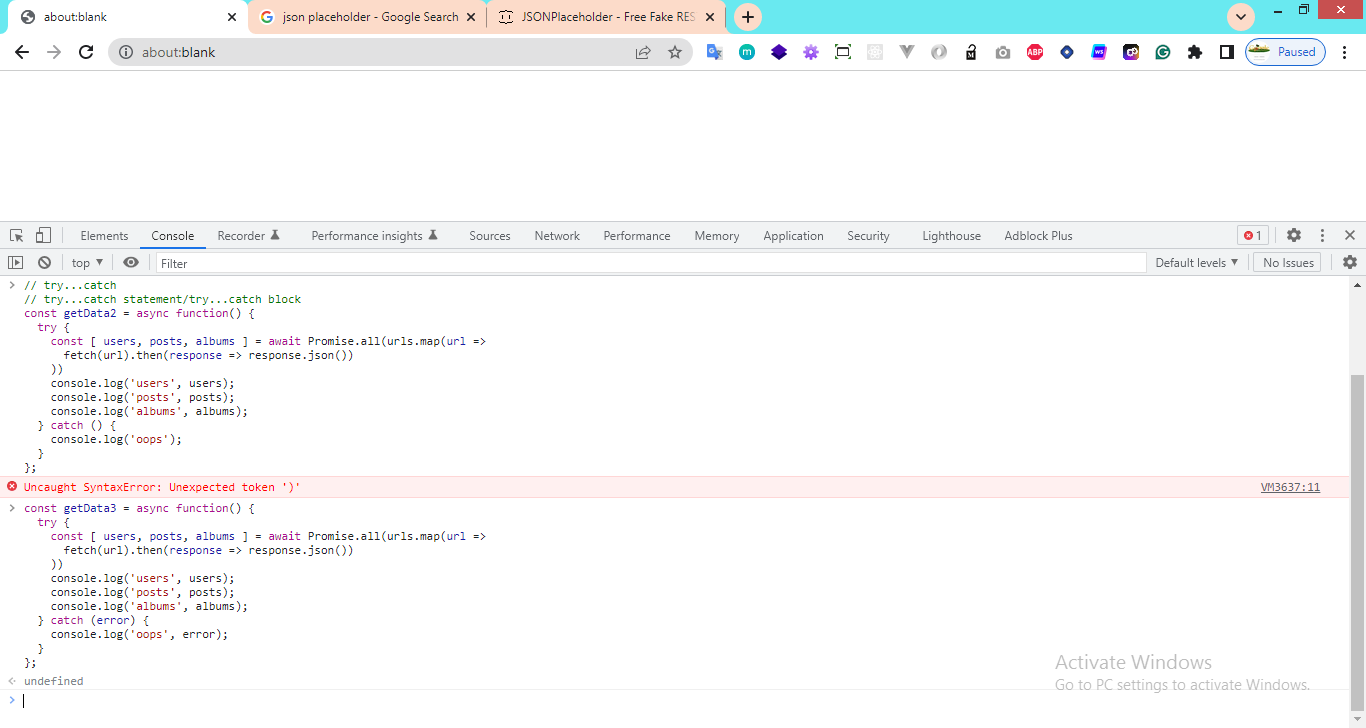 about:blank
json placeholder - Google Search
JSONPlaceholder - Free Fake RES
about:blank
Paused
Elements
Console
Recorder
Performance insights
Sources
Network
Performance
Memory
Application
Security
Lighthouse
Adblock Plus
1
top
Filter
Default levels
No Issues
> // try...catch
// try...catch statement/try...catch block
const getData2 = async function() {
try {
const [ users, posts, albums ] = await Promise.all(urls.map(url =>
fetch(url).then(response => response.json())
))
console.log('users', users);
console.log('posts', posts);
console.log('albums', albums);
} catch () {
console.log('oops');
}
};
Uncaught SyntaxError: Unexpected token ')'
VM3637:11
> const getData3 = async function() {
try {
const [ users, posts, albums ] = await Promise.all(urls.map(url =>
fetch(url).then(response => response.json())
))
console.log('users', users);
console.log('posts', posts);
console.log('albums', albums);
} catch (error) {
console.log('oops', error);
}
};
undefined
>
Activate Windows
Go to PC settings to activate Windows.